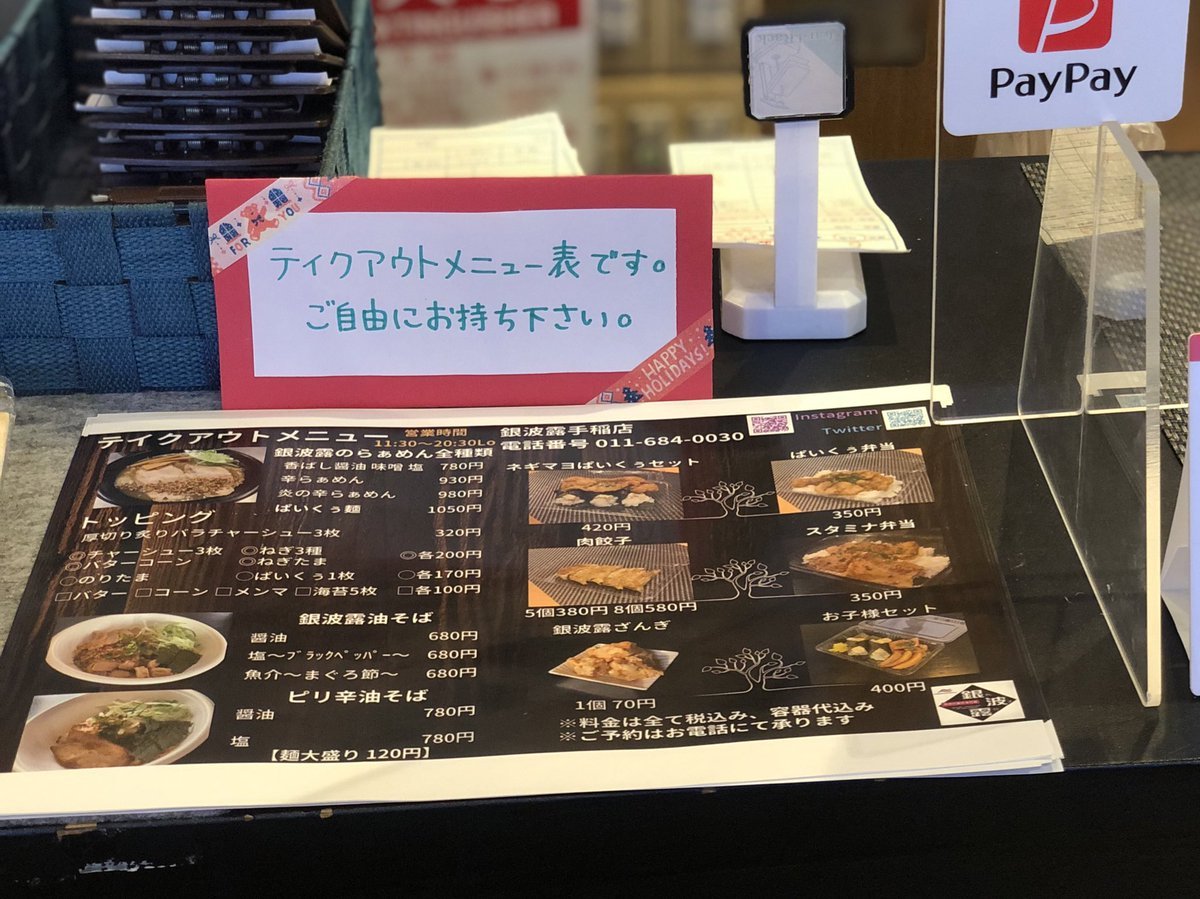 PayPay
FOR YOU
ティクアウトメニュー表です。
ご自由にお持ち下さい。
HAPPY HOLIDAYS!
テイクアウトメニュー
営業時間
11:30～20:30Lo
銀波露手稲店
電話番号 011-684-0030
Instagram
Twitter
銀波露のらぁめん全種類
香ばし醤油 味噌 塩 780円
辛らぁめん 930円
炎の辛らぁめん 980円
ぱいくぅ麺 1050円
トッピング
厚切り炙りバラチャーシュー3枚 320円
◎チャーシュー3枚 ◎ねぎ3種
◎バターコーン ◎ねぎたま ◎各200円
○のりたま ○ぱいくぅ1枚 ○各170円
□バター □コーン □メンマ □海苔5枚 □各100円
銀波露油そば
醤油 680円
塩～ブラックペッパー～ 680円
魚介～まぐろ節～ 680円
ピリ辛油そば
醤油 780円
塩 780円
【麺大盛り 120円】
ネギマヨぱいくぅセット
420円
肉餃子
5個380円 8個580円
銀波露ざんぎ
1個 70円
ぱいくぅ弁当
350円
スタミナ弁当
350円
お子様セット
400円
※料金は全て税込み、容器代込み
※ご予約はお電話にて承ります
銀波露